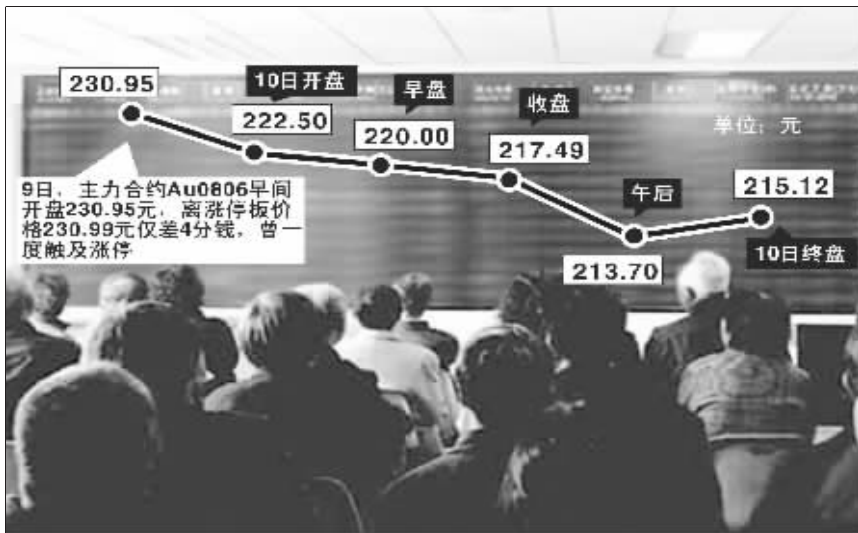 230.95
10日开盘
222.50
早盘
220.00
收盘
217.49
单位：元
午后
213.70
215.12
10日终盘
9日，主力合约Au0806早间
开盘230.95元，离涨停板价
格230.99元仅差4分钱，曾一
度触及涨停